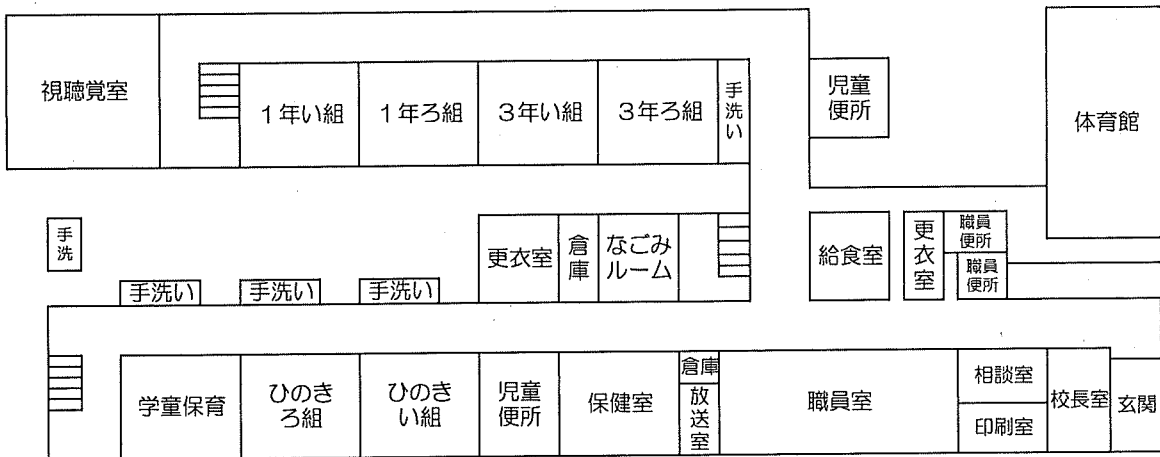 視聴覚室
1年い組
1年ろ組
3年い組
3年ろ組
手洗い
児童
便所
体育館
手洗
手洗い
手洗い
手洗い
更衣室
倉庫
なごみ
ルーム
給食室
更衣室
職員
便所
職員
便所
学童保育
ひのき
ろ組
ひのき
い組
児童
便所
保健室
倉庫
放送室
職員室
相談室
印刷室
校長室
玄関